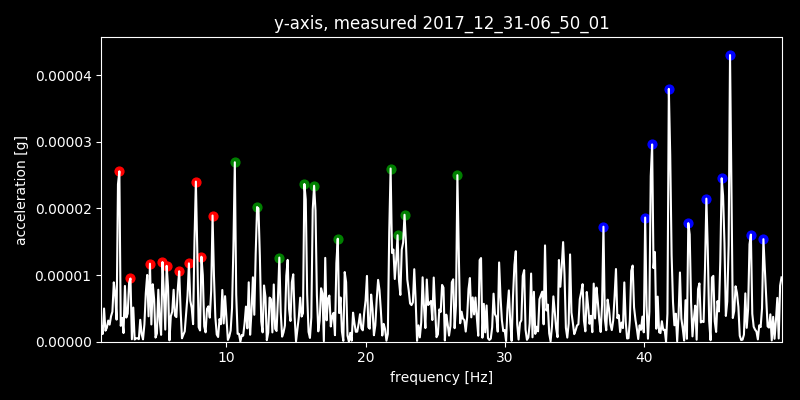 y-axis, measured 2017_12_31-06_50_01
0.00004
0.00003
0.00002
0.00001
0.00000
acceleration [g]
10 20 30 40
frequency [Hz]